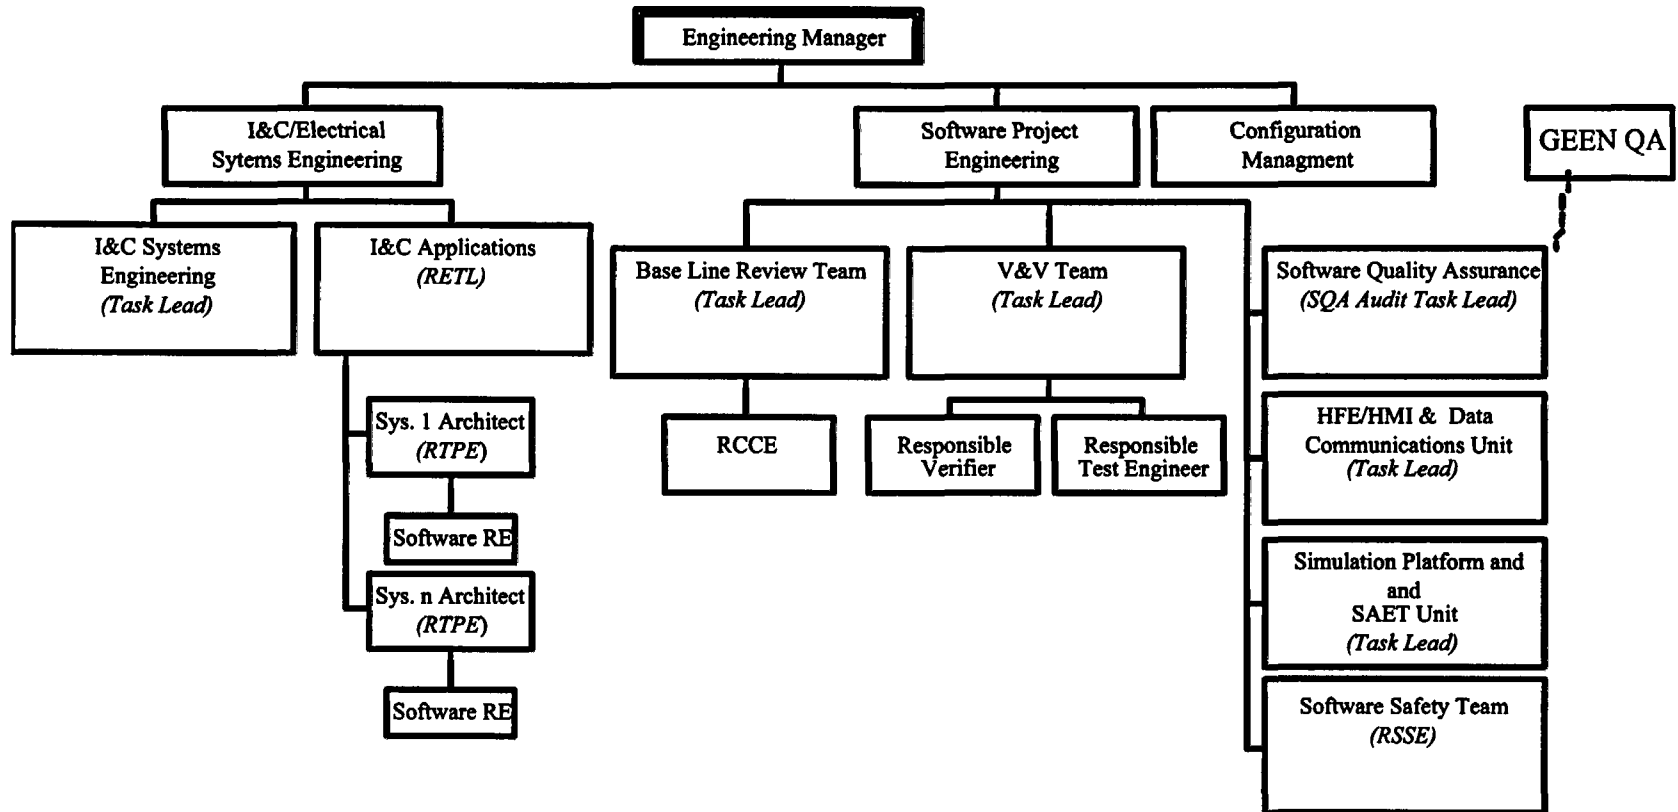 Engineering Manager
I&C/Electrical
Sytems Engineering
Software Project
Engineering
Configuration
Managment
GEEN QA
I&C Systems
Engineering
(Task Lead)
I&C Applications
(RETL)
Base Line Review Team
(Task Lead)
V&V Team
(Task Lead)
Software Quality Assurance
(SQA Audit Task Lead)
Sys. 1 Architect
(RTPE)
RCCE
Responsible
Verifier
Responsible
Test Engineer
HFE/HMI & Data
Communications Unit
(Task Lead)
Software RE
Sys. n Architect
(RTPE)
Simulation Platform and
and
SAET Unit
(Task Lead)
Software RE
Software Safety Team
(RSSE)